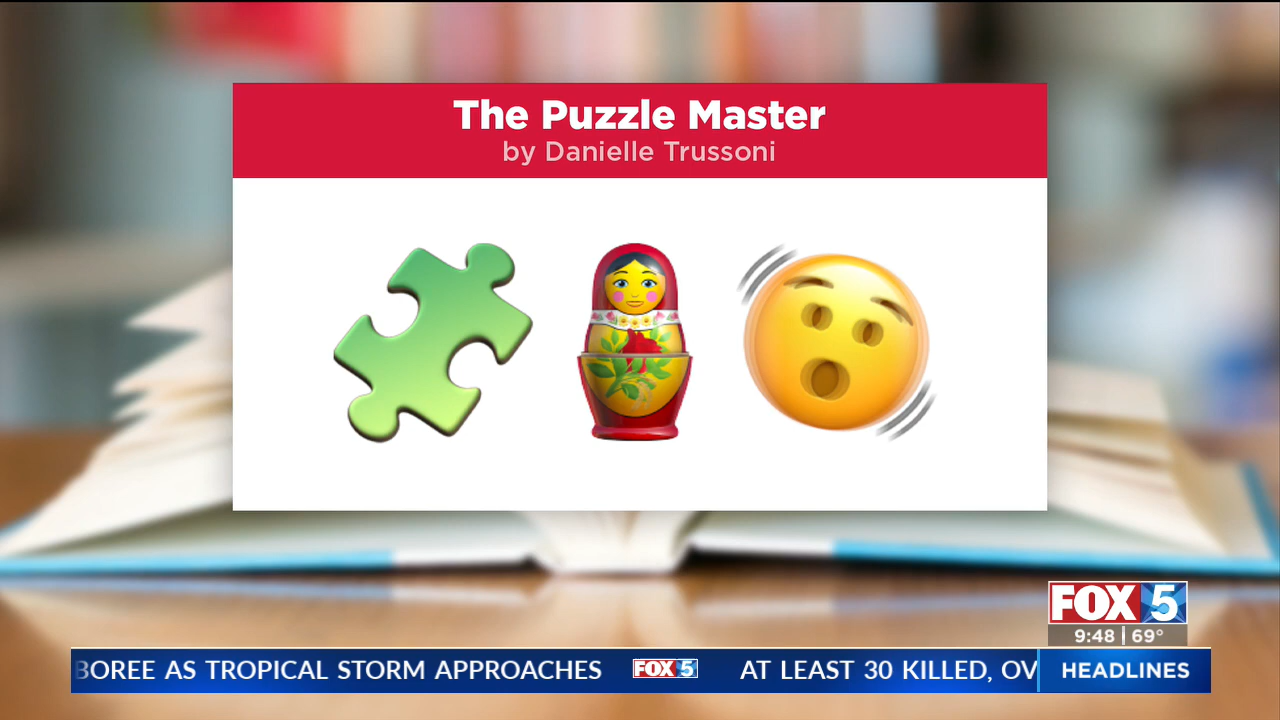 The Puzzle Master
by Danielle Trussoni
FOX 5
9:48 | 69°
BOREE AS TROPICAL STORM APPROACHES FOX 5 AT LEAST 30 KILLED, OV
HEADLINES